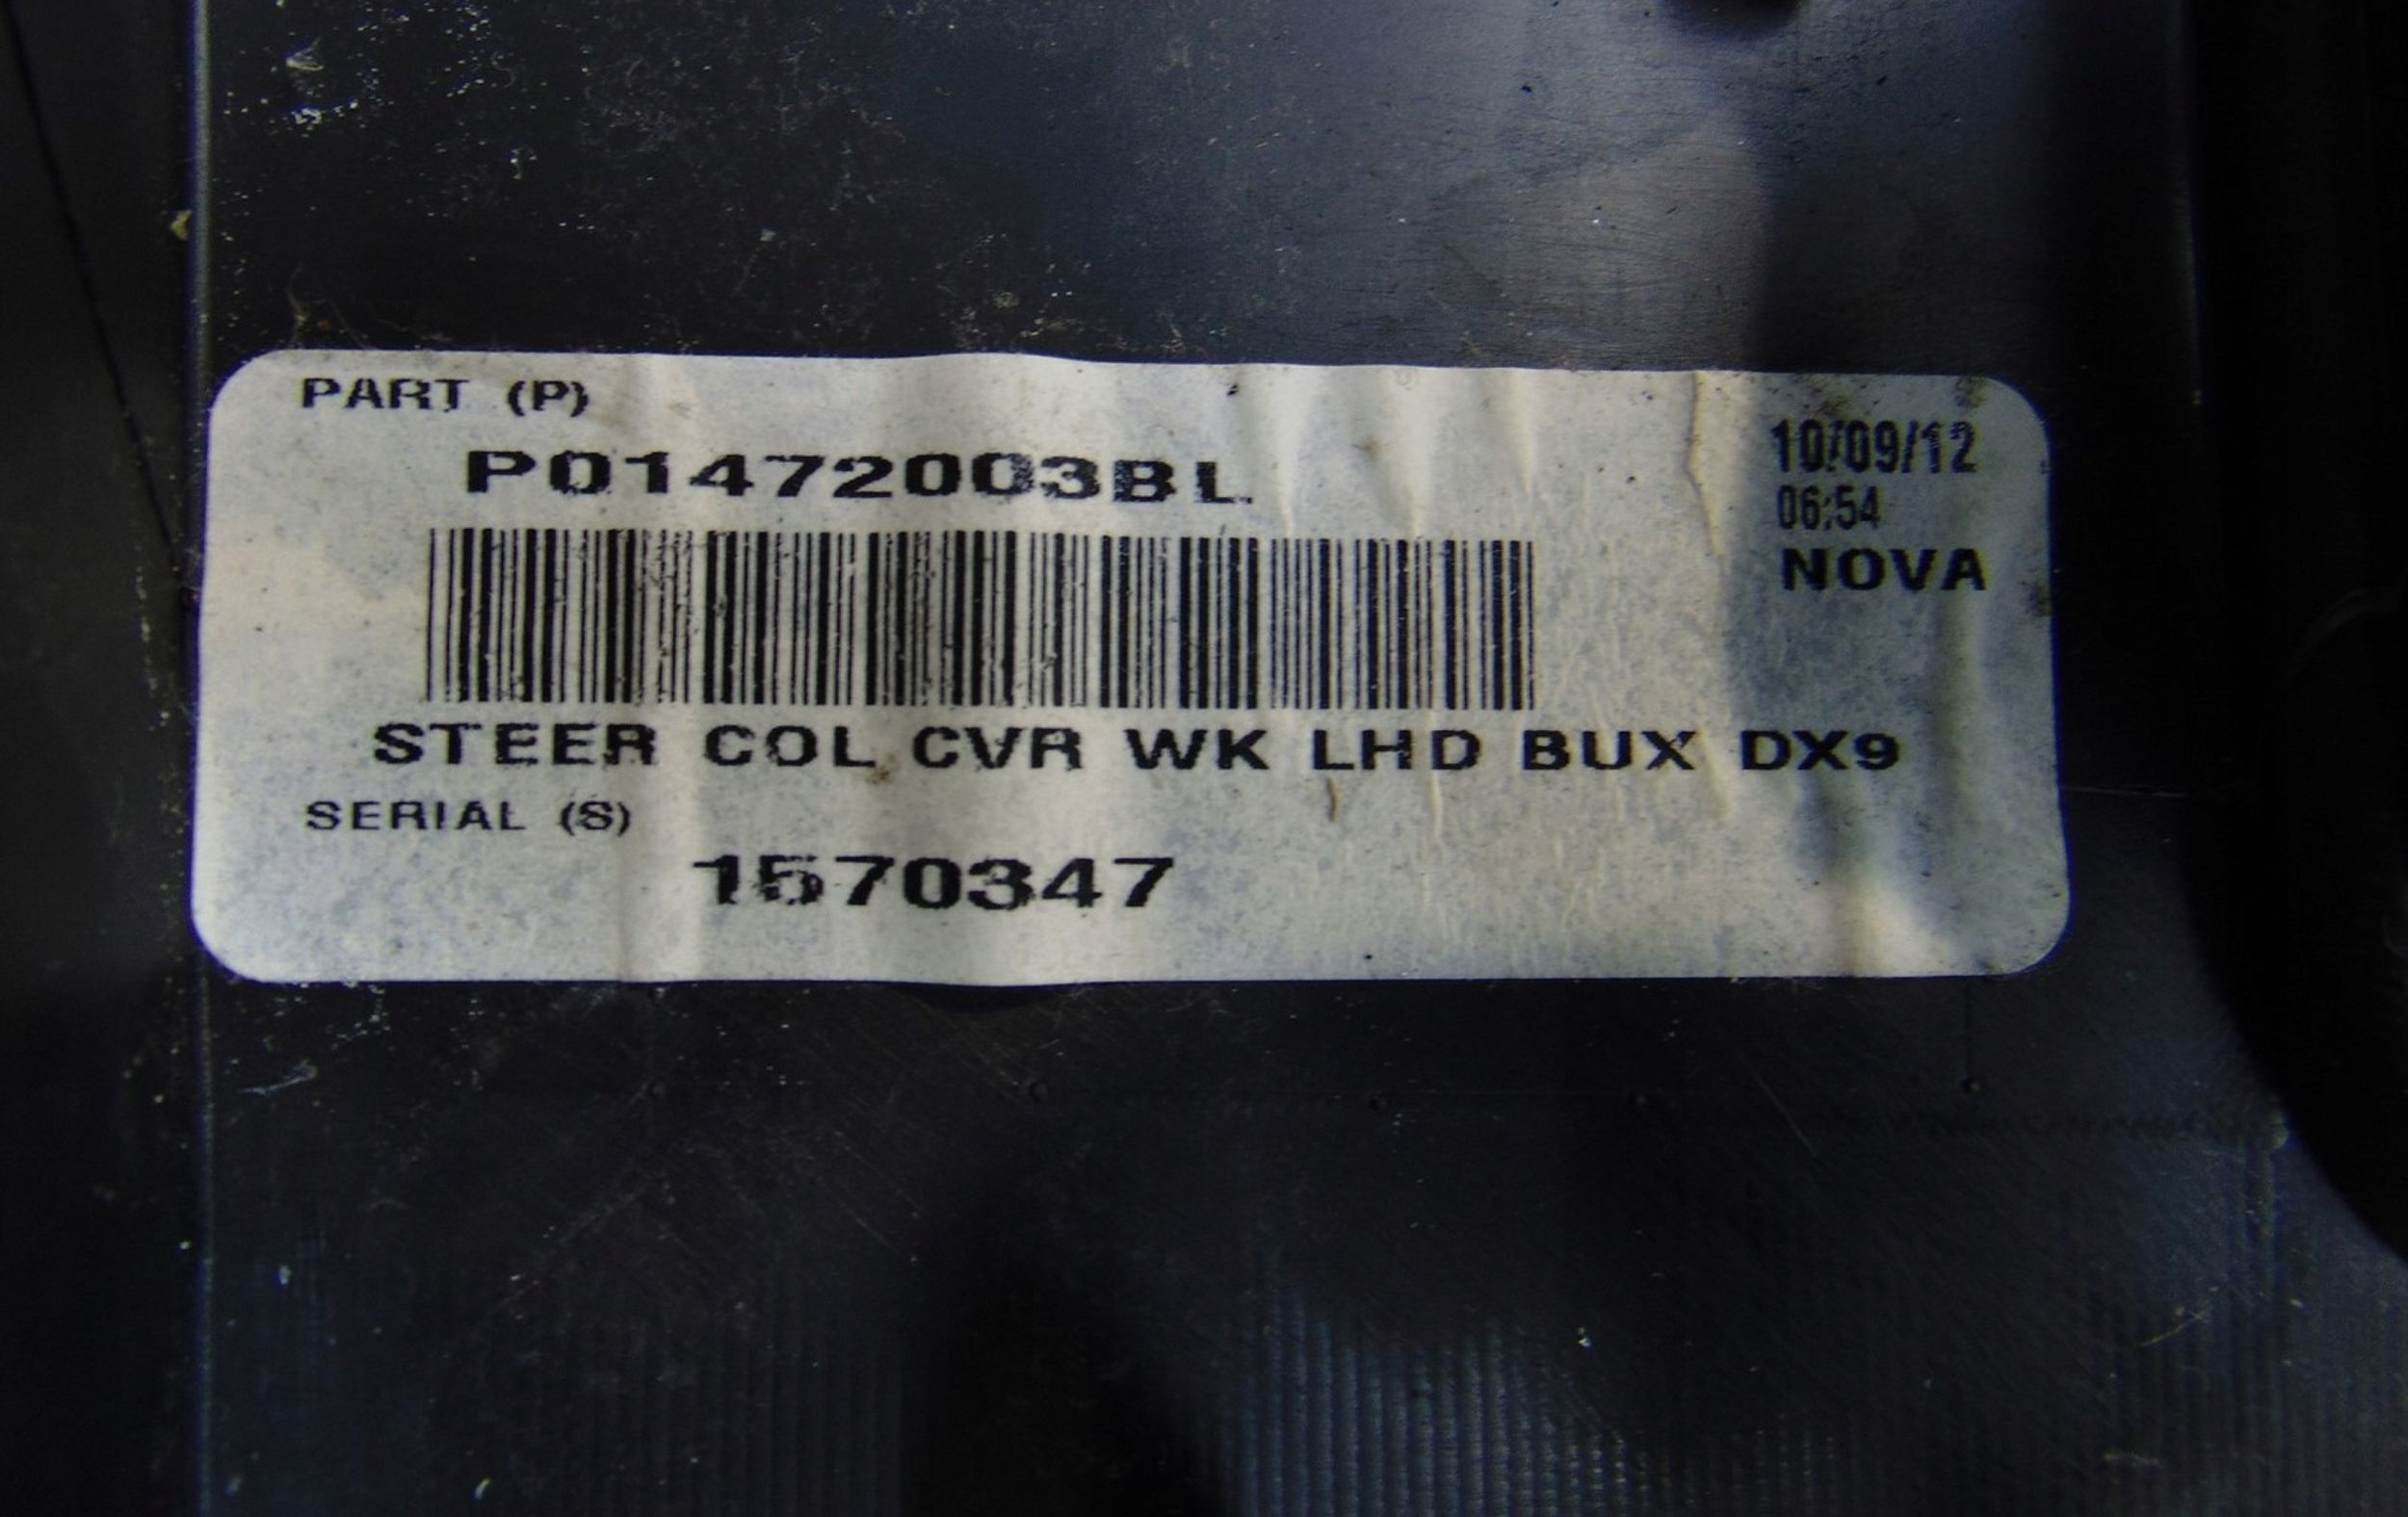 PART (P)
P01472003BL
10/09/12
06:54
NOVA
STEER COL CVR WK LHD BUX DX9
SERIAL (S)
1570347